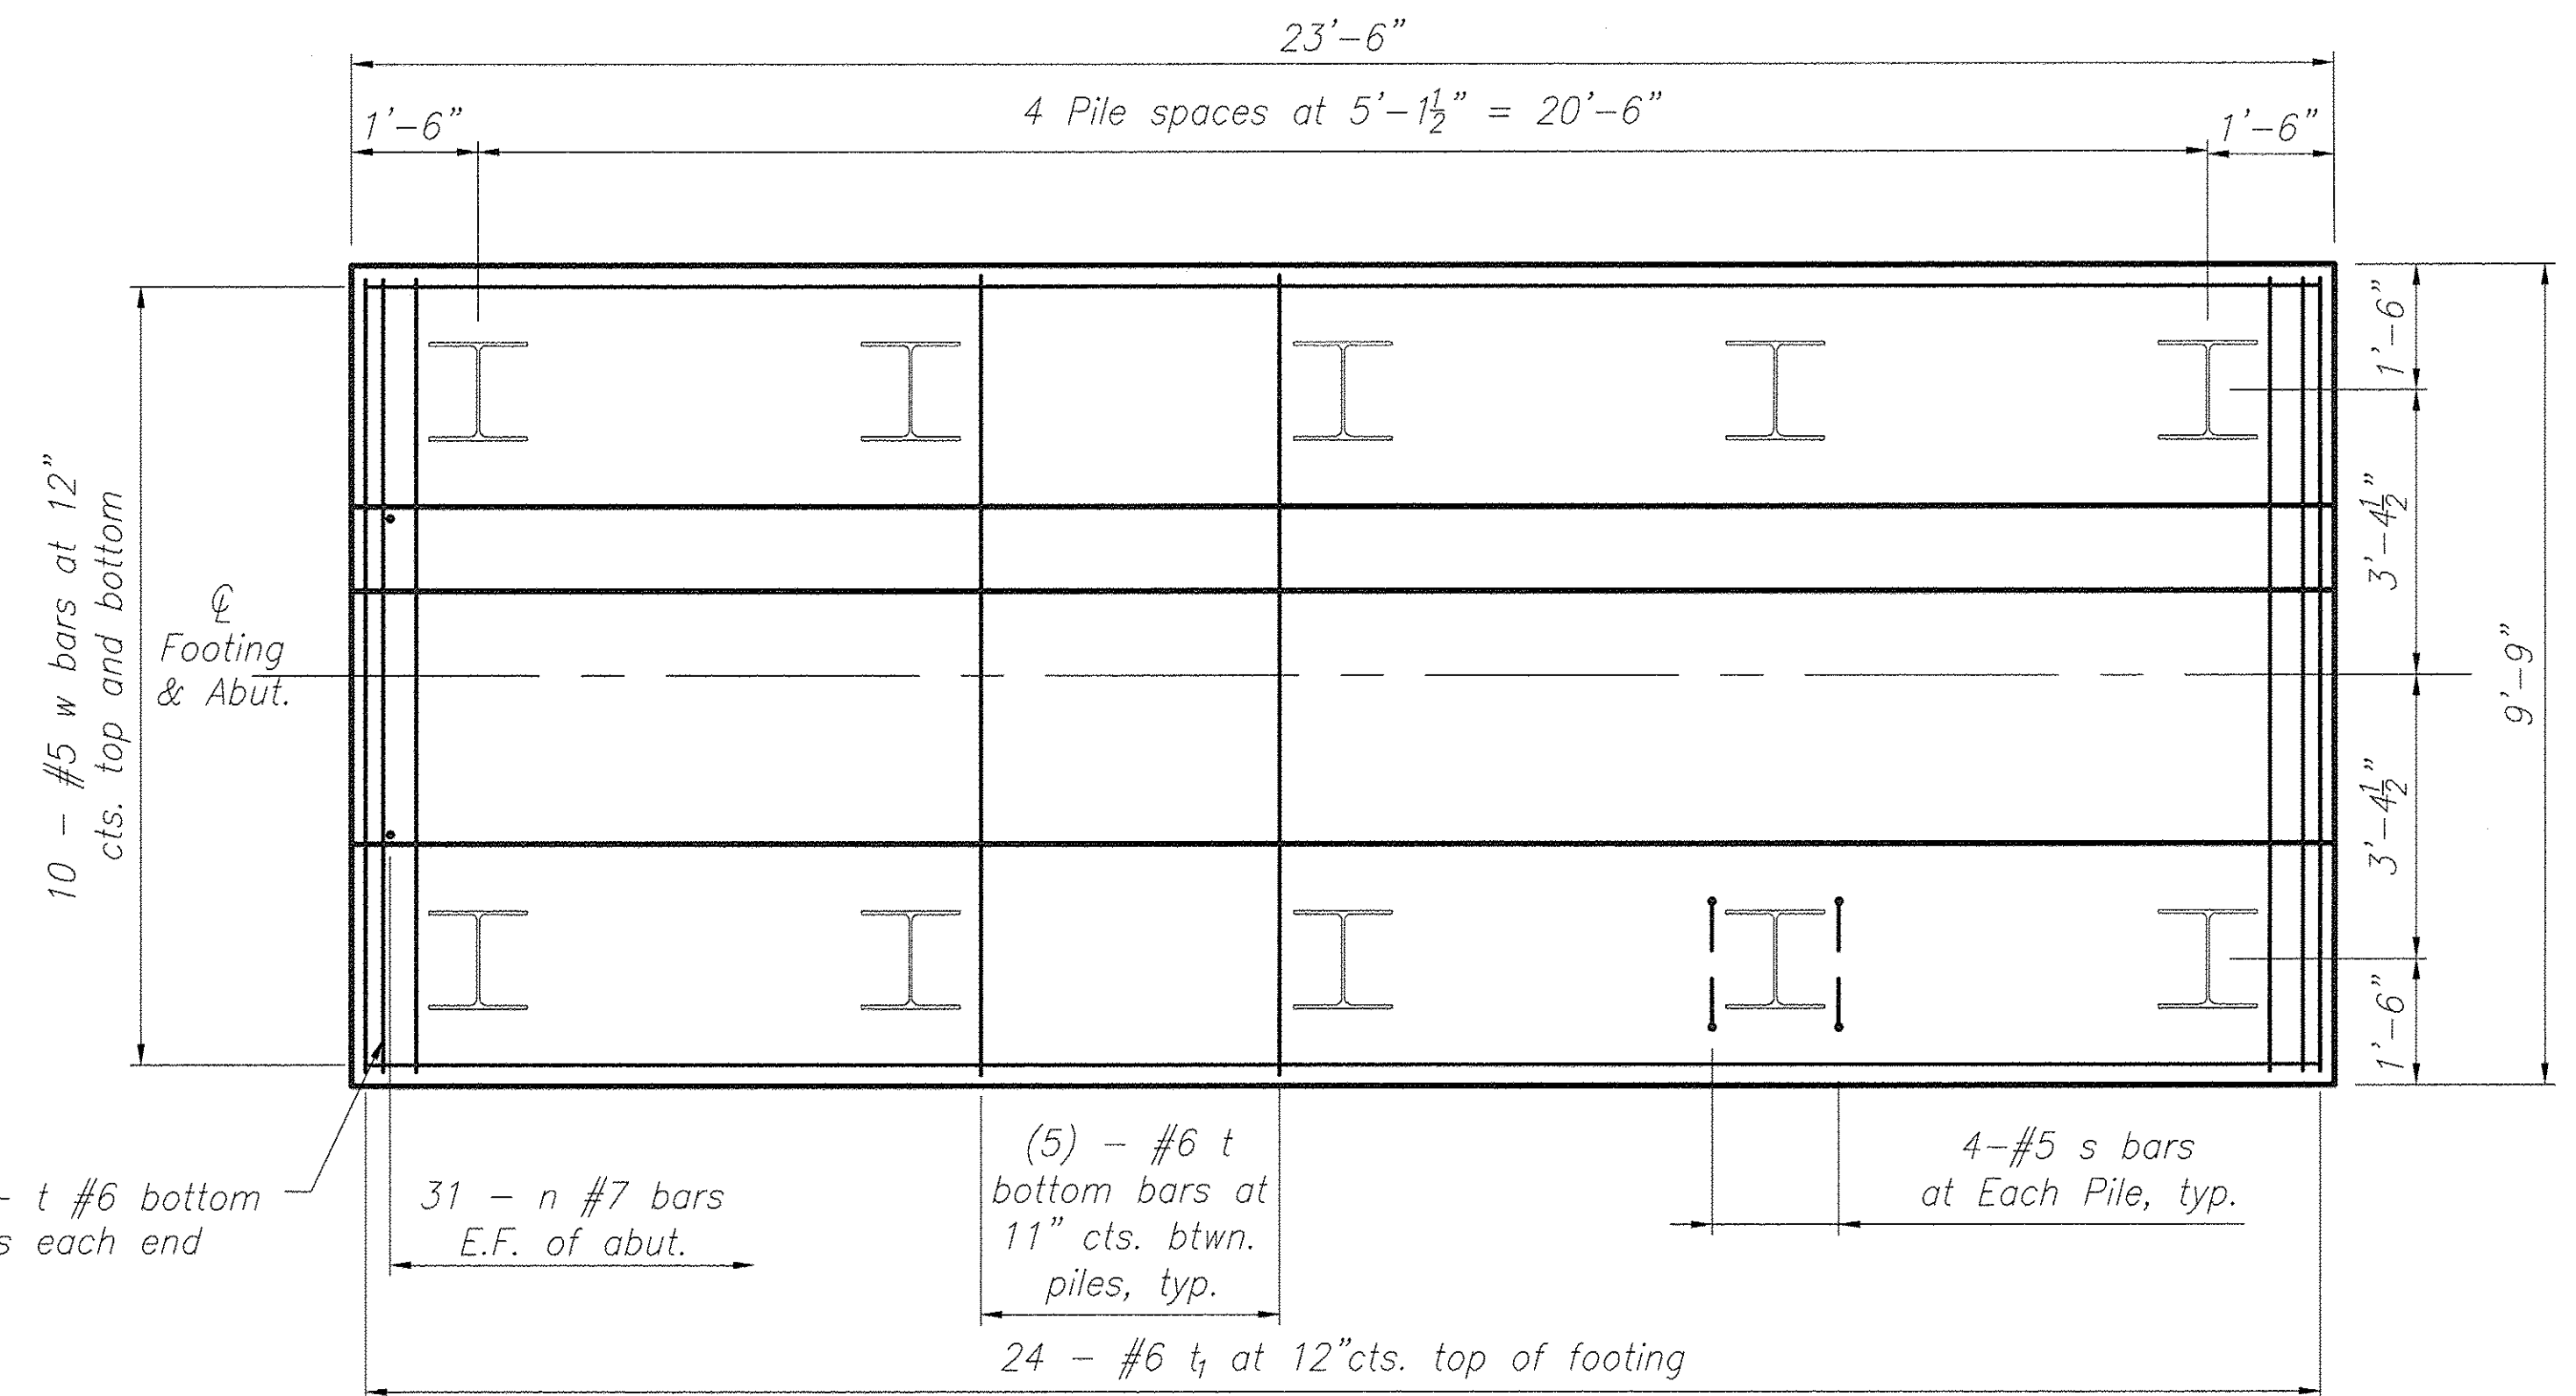 23'-6"
4 Pile spaces at 5'-1½" = 20'-6"
1'-6"
1'-6"
10 - #5 w bars at 12"
cts. top and bottom
℄
Footing
& Abut.
1'-6"
3'-4½"
3'-4½"
1'-6"
9'-9"
- t #6 bottom
s each end
31 - n #7 bars
E.F. of abut.
(5) - #6 t
bottom bars at
11" cts. btwn.
piles, typ.
4-#5 s bars
at Each Pile, typ.
24 - #6 t₁ at 12"cts. top of footing